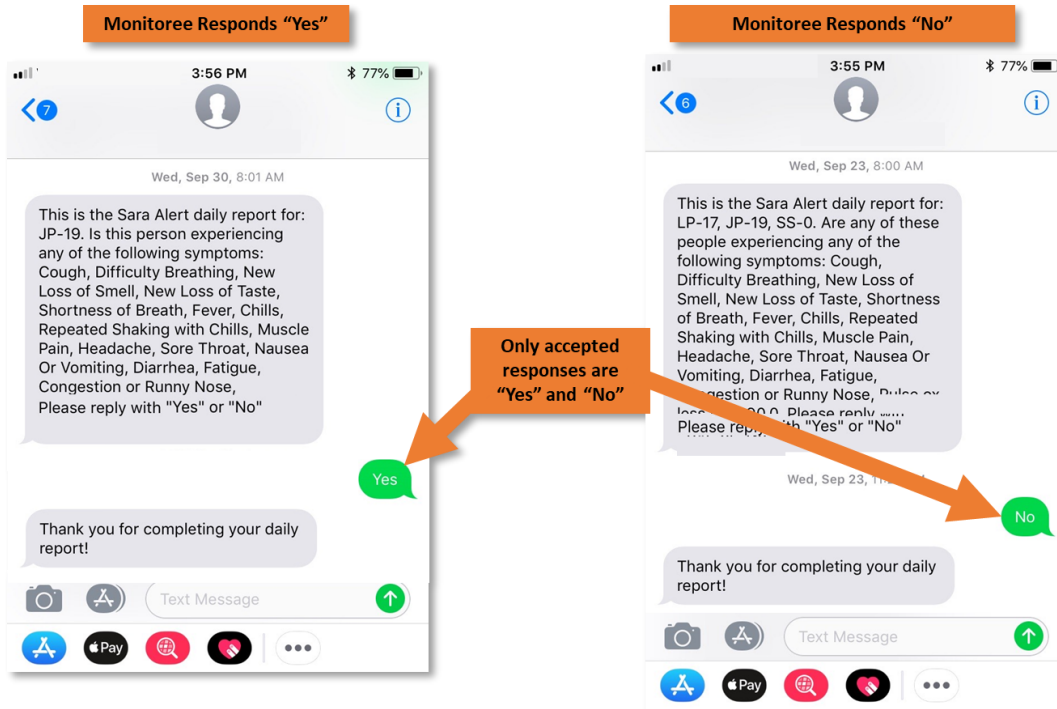 Monitoree Responds “Yes”
Monitoree Responds “No”
3:56 PM
77%
7
Wed, Sep 30, 8:01 AM
This is the Sara Alert daily report for:
JP-19. Is this person experiencing
any of the following symptoms:
Cough, Difficulty Breathing, New
Loss of Smell, New Loss of Taste,
Shortness of Breath, Fever, Chills,
Repeated Shaking with Chills, Muscle
Pain, Headache, Sore Throat, Nausea
Or Vomiting, Diarrhea, Fatigue,
Congestion or Runny Nose,
Please reply with "Yes" or "No"
Yes
Thank you for completing your daily
report!
Text Message
Pay
Only accepted
responses are
“Yes” and “No”
3:55 PM
77%
6
Wed, Sep 23, 8:00 AM
This is the Sara Alert daily report for:
LP-17, JP-19, SS-0. Are any of these
people experiencing any of the
following symptoms: Cough,
Difficulty Breathing, New Loss of
Smell, New Loss of Taste, Shortness
of Breath, Fever, Chills, Repeated
Shaking with Chills, Muscle Pain,
Headache, Sore Throat, Nausea Or
Vomiting, Diarrhea, Fatigue,
or Runny Nose,
Please reply
Please "Yes" or "No"
Wed, Sep 23,
No
Thank you for completing your daily
report!
Text Message
Pay